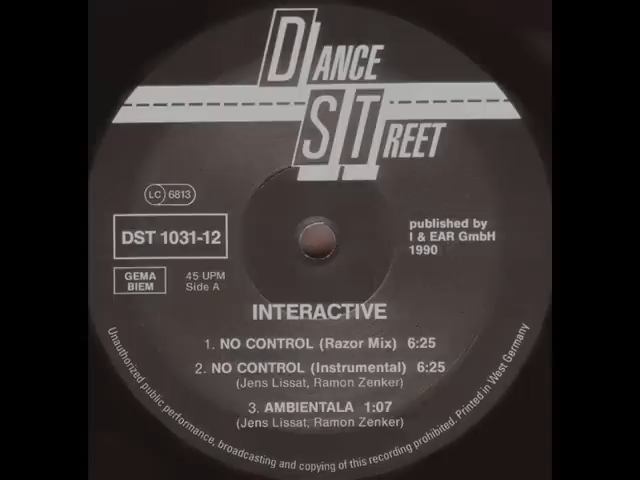 DANCE
STREET
LC 6813
DST 1031-12
published by
I & EAR GmbH
1990
GEMA
BIEM
45 UPM
Side A
INTERACTIVE
1. NO CONTROL (Razor Mix) 6:25
2. NO CONTROL (Instrumental) 6:25
(Jens Lissat, Ramon Zenker)
3. AMBIENTALA 1:07
(Jens Lissat, Ramon Zenker)
Unauthorized public performance, broadcasting and copying of this recording prohibited. Printed in West Germany